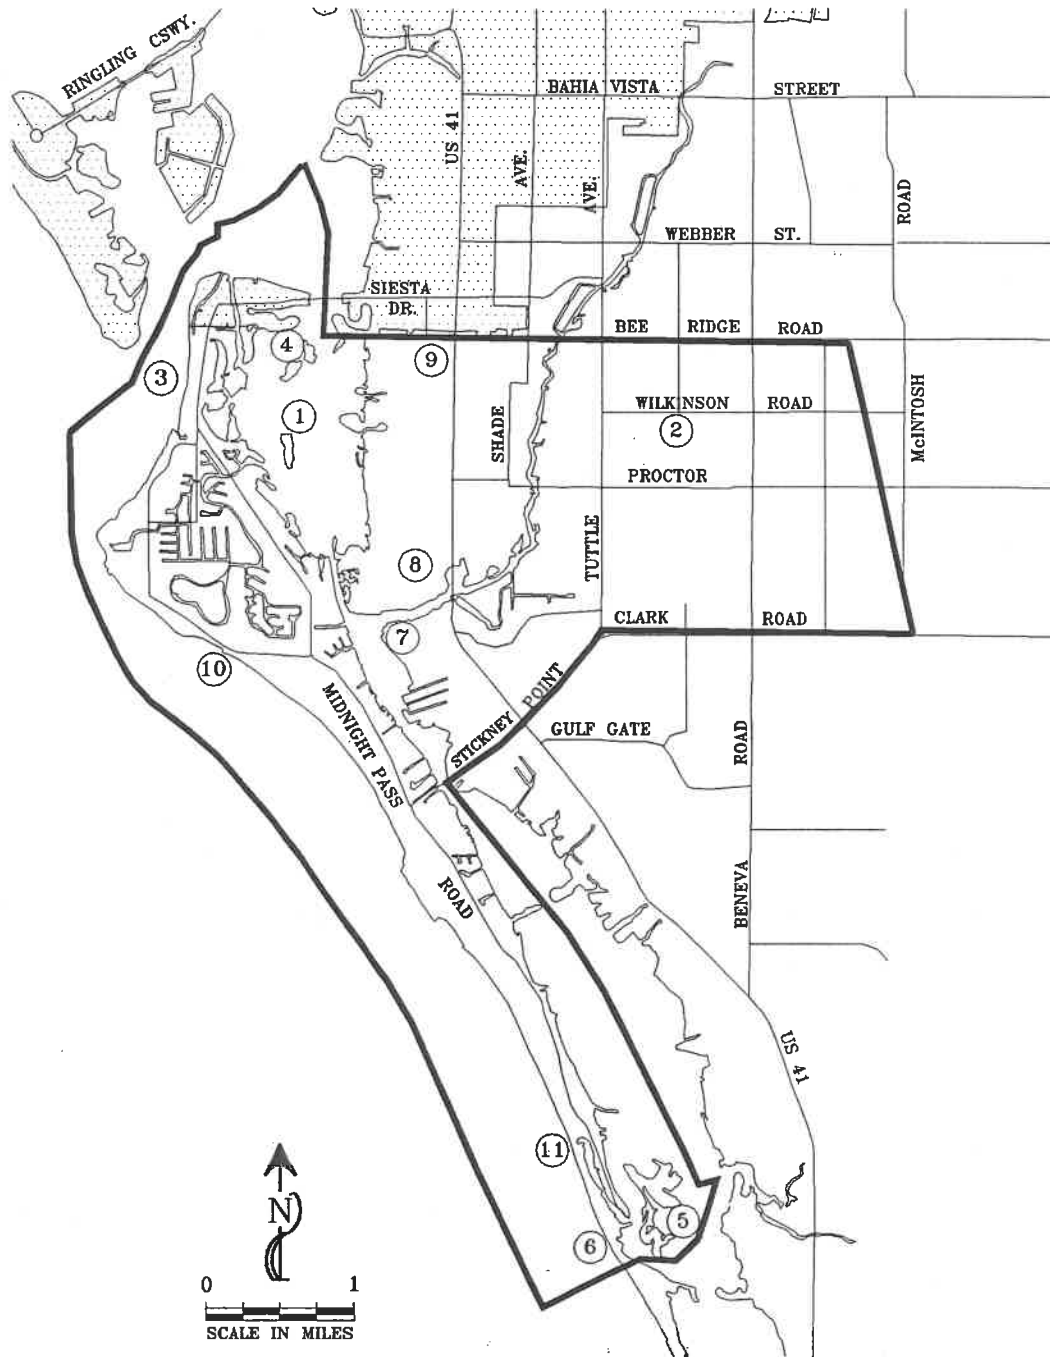 RINGLING CSWY.
BAHIA VISTA STREET
US 41
AVE.
AVE.
ROAD
WEBBER ST.
SIESTA
DR.
BEE RIDGE ROAD
4
9
3
1
WILKINSON ROAD
2
SHADE
McINTOSH
PROCTOR
TUTTLE
8
CLARK ROAD
7
10
MIDNIGHT PASS
ROAD
STICKNEY POINT
GULF GATE
BENEVA
ROAD
US 41
11
5
6
N
0 1
SCALE IN MILES